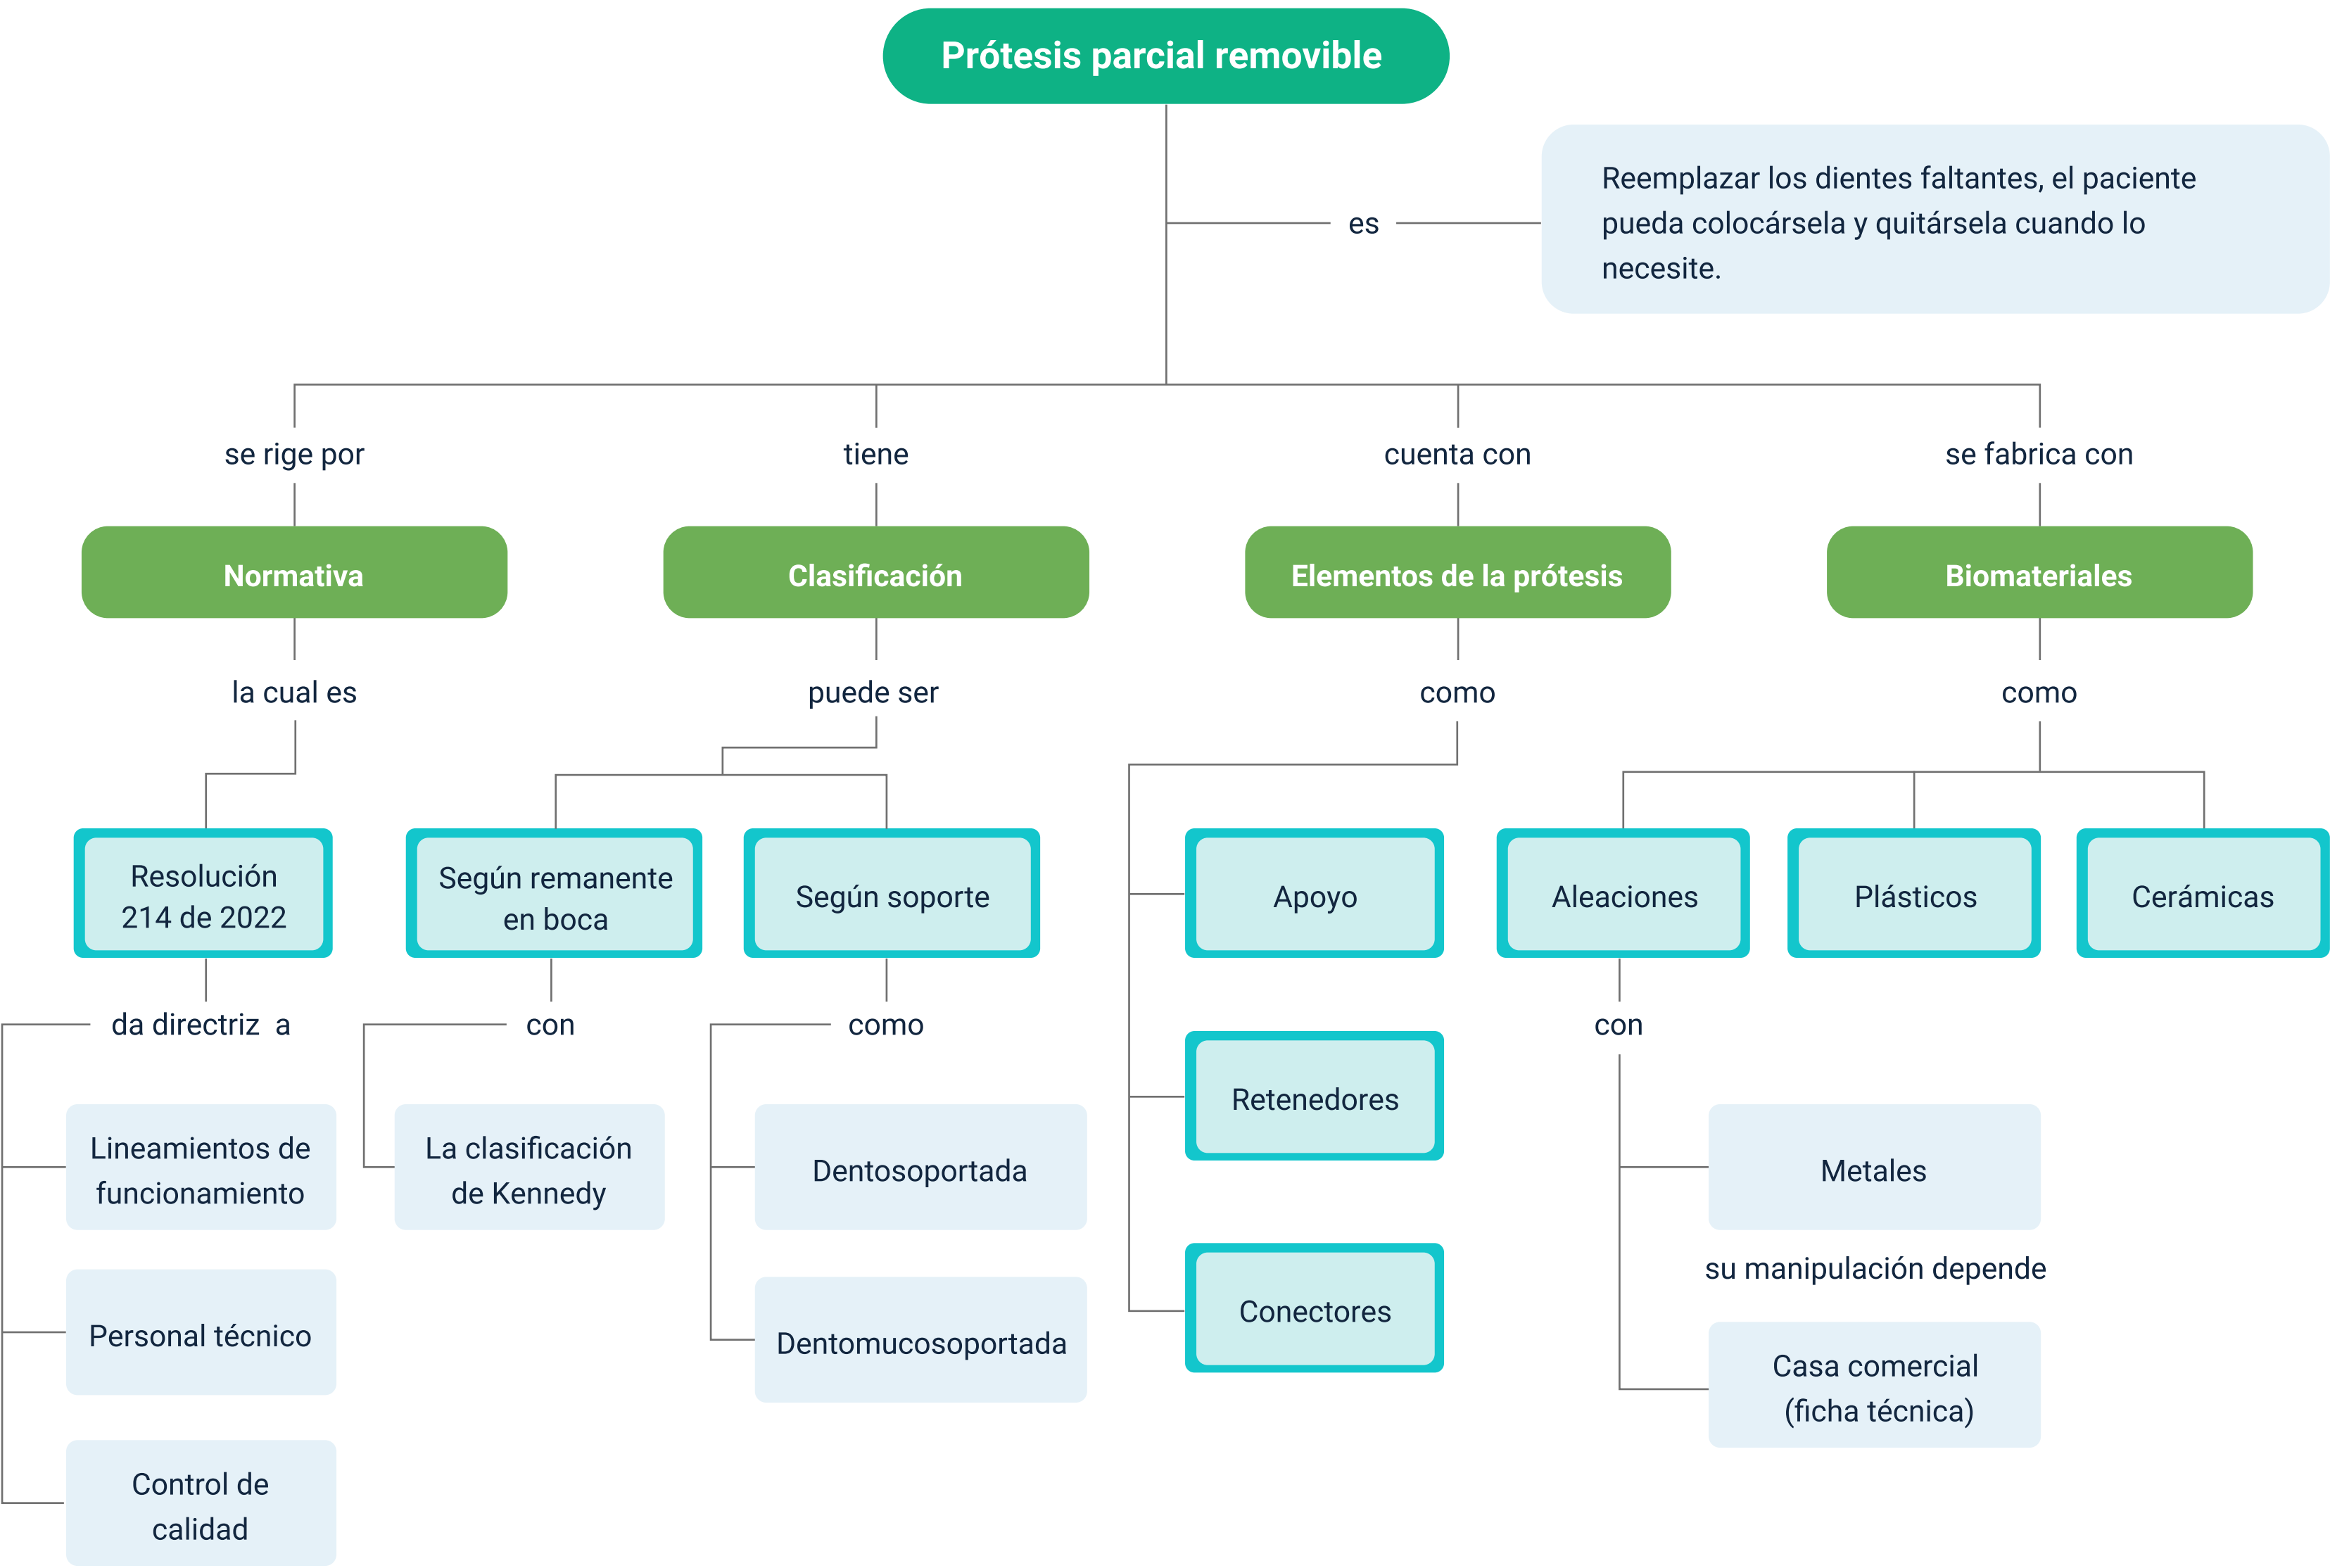 Prótesis parcial removible
es
Reemplazar los dientes faltantes, el paciente
pueda colocársela y quitársela cuando lo
necesite.
se rige por
tiene
cuenta con
se fabrica con
Normativa
Clasificación
Elementos de la prótesis
Biomateriales
la cual es
puede ser
como
como
Resolución
214 de 2022
Según remanente
en boca
Según soporte
Apoyo
Aleaciones
Plásticos
Cerámicas
da directriz  a
con
como
con
Retenedores
Lineamientos de
funcionamiento
La clasificación
de Kennedy
Dentosoportada
Metales
su manipulación depende
Personal técnico
Dentomucosoportada
Conectores
Casa comercial
(ficha técnica)
Control de
calidad